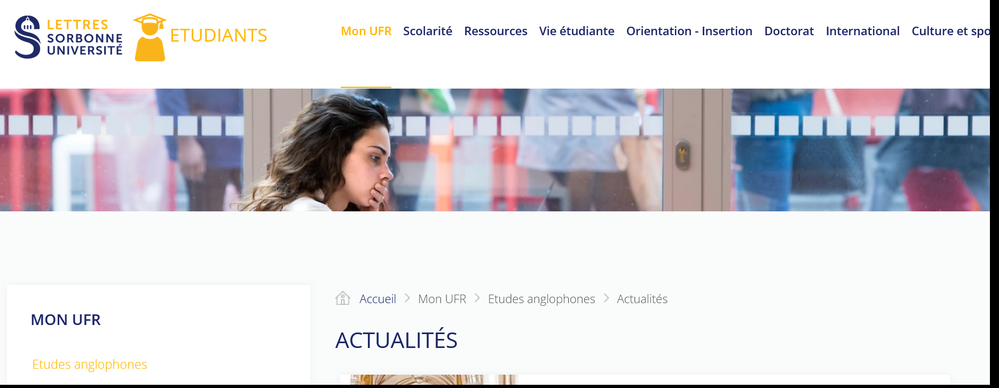 LETTRES
SORBONNE
UNIVERSITÉ
ETUDIANTS
Mon UFR Scolarité Ressources Vie étudiante Orientation - Insertion Doctorat International Culture et spo
Accueil Mon UFR Etudes anglophones Actualités
MON UFR
ACTUALITÉS
Etudes anglophones